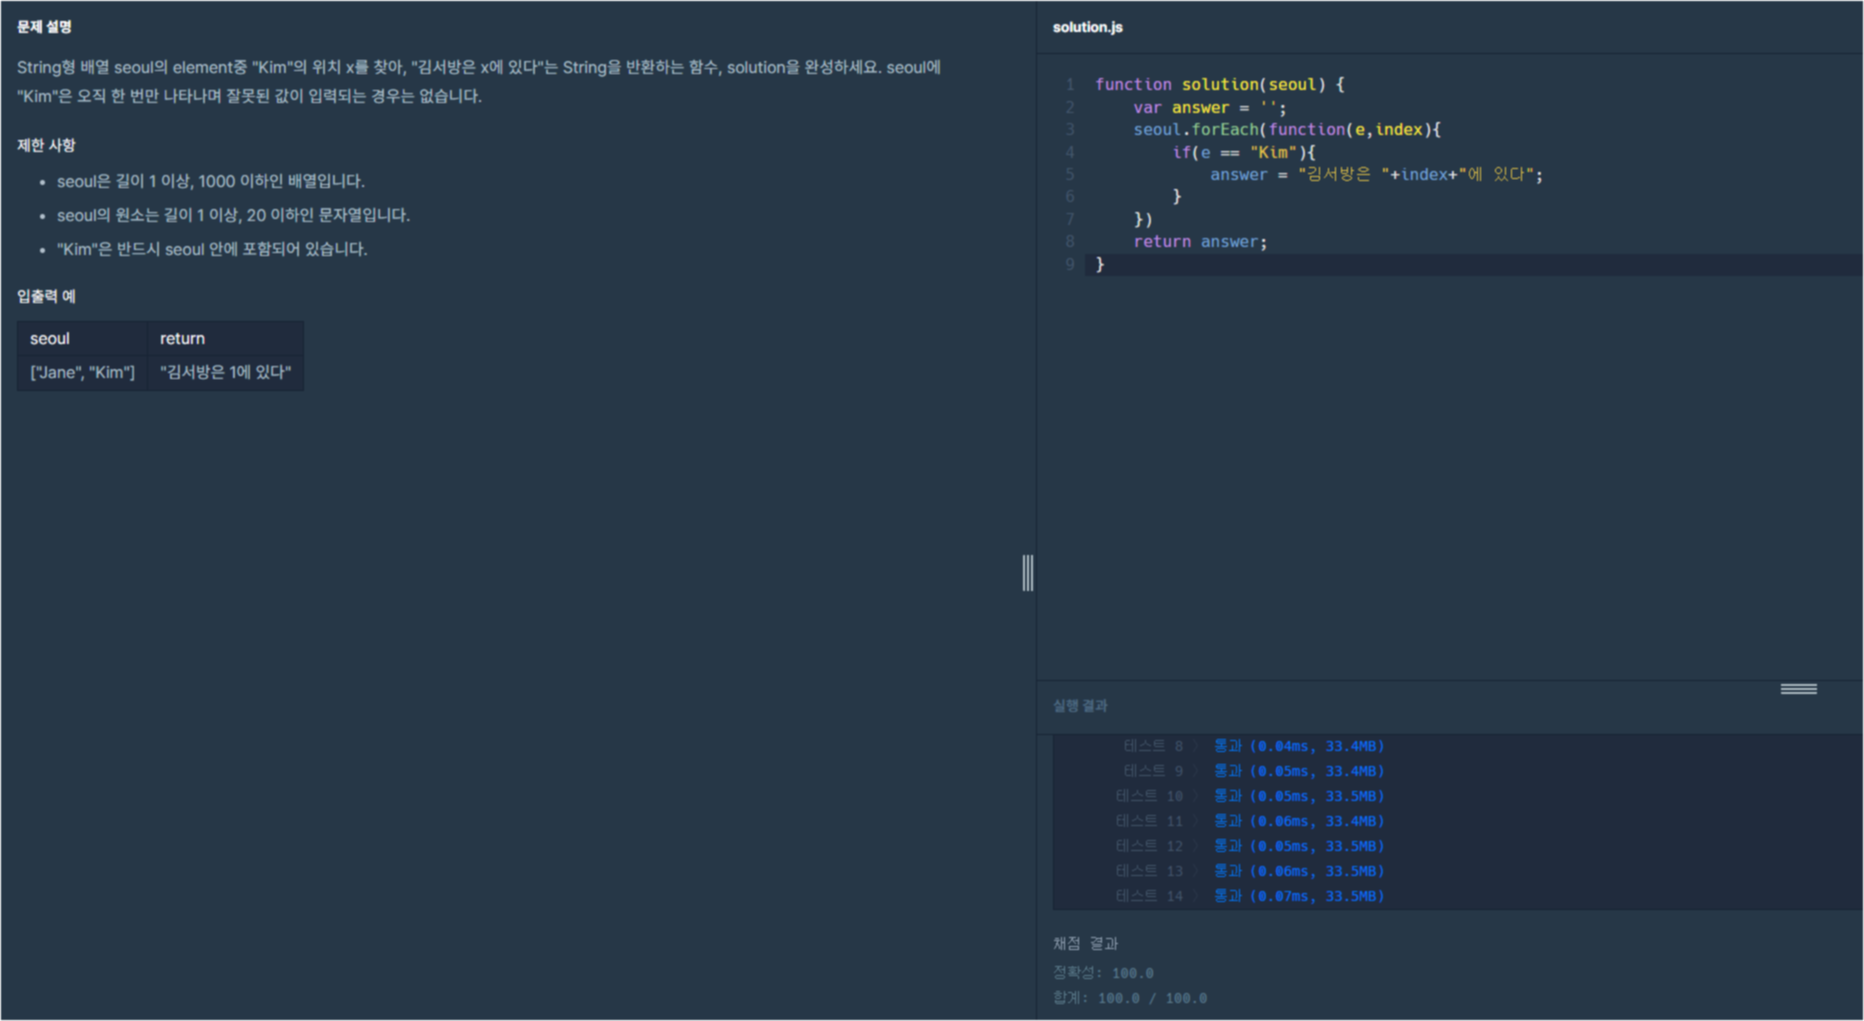 문제 설명
String형 배열 seoul의 element중 "Kim"의 위치 x를 찾아, "김서방은 x에 있다"는 String을 반환하는 함수, solution을 완성하세요. seoul에
"Kim"은 오직 한 번만 나타나며 잘못된 값이 입력되는 경우는 없습니다.
제한 사항
• seoul은 길이 1 이상, 1000 이하인 배열입니다.
• seoul의 원소는 길이 1 이상, 20 이하인 문자열입니다.
• "Kim"은 반드시 seoul 안에 포함되어 있습니다.
입출력 예
seoul return
["Jane", "Kim"] "김서방은 1에 있다"
solution.js
1 function solution(seoul) {
2     var answer = '';
3     seoul.forEach(function(e,index){
4         if(e == "Kim"){
5             answer = "김서방은 "+index+"에 있다";
6         }
7     })
8     return answer;
9 }
실행 결과
테스트 8 〉 통과 (0.04ms, 33.4MB)
테스트 9 〉 통과 (0.05ms, 33.4MB)
테스트 10 〉 통과 (0.05ms, 33.5MB)
테스트 11 〉 통과 (0.06ms, 33.4MB)
테스트 12 〉 통과 (0.05ms, 33.5MB)
테스트 13 〉 통과 (0.06ms, 33.5MB)
테스트 14 〉 통과 (0.07ms, 33.5MB)
채점 결과
정확성: 100.0
합계: 100.0 / 100.0